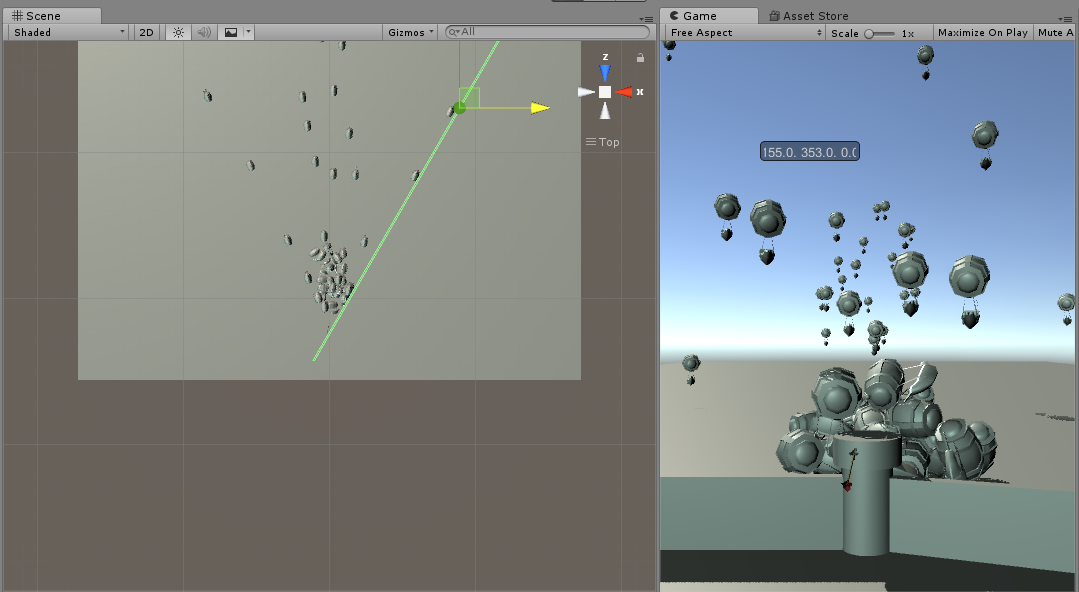 Scene
Game
Asset Store
Shaded
2D
Gizmos
All
Free Aspect
Scale
1x
Maximize On Play
Mute A
z
x
Top
155.0. 353.0. 0.0